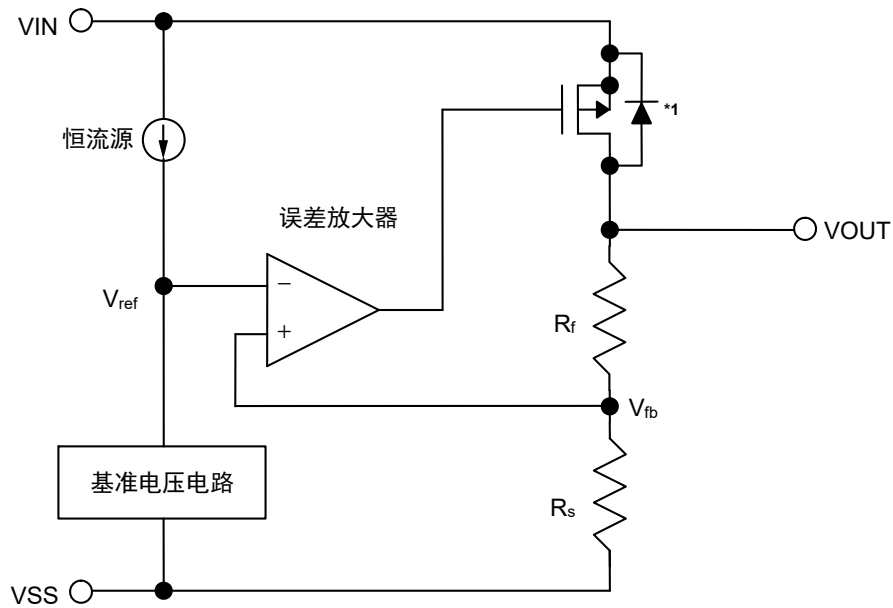 VIN
*1
恒流源
误差放大器
VOUT
Vref
−
+
Rf
Vfb
基准电压电路
Rs
VSS